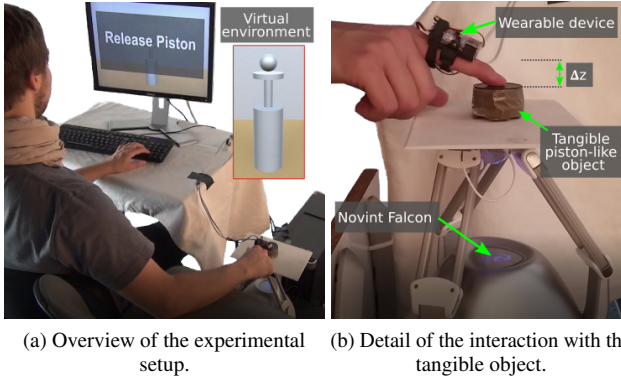 Virtual
environment
Release Piston
Wearable device
Δz
Tangible
piston-like
object
Novint Falcon
(a) Overview of the experimental
setup.
(b) Detail of the interaction with th
tangible object.